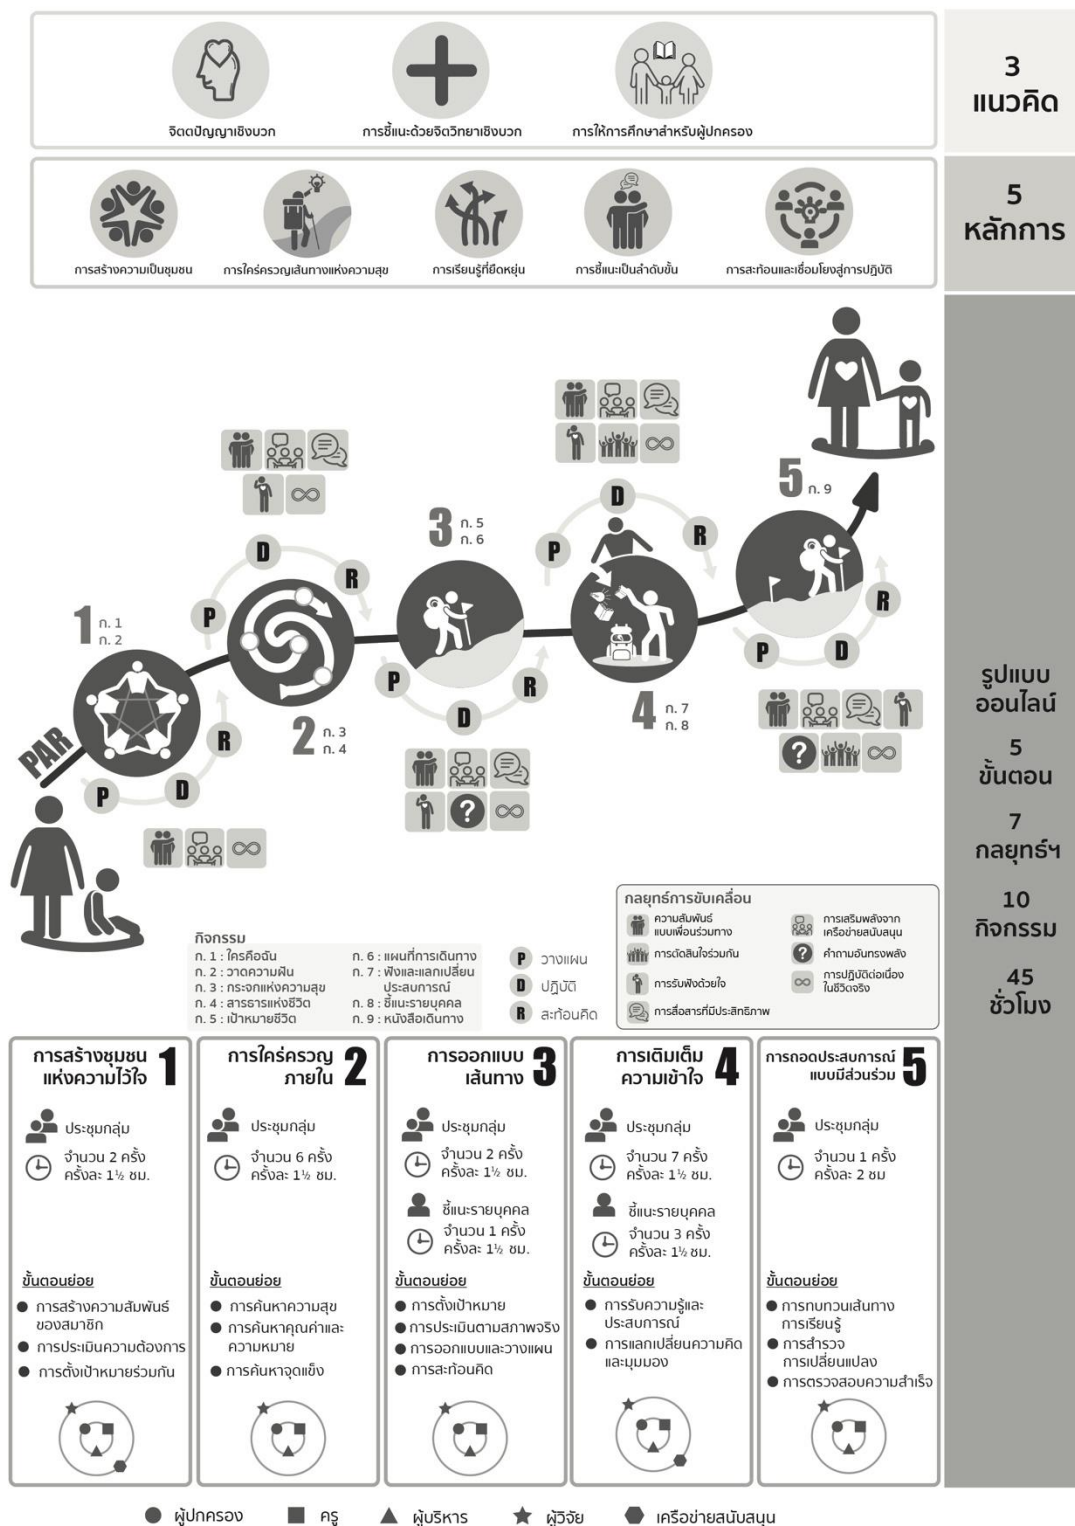 3
แนวคิด
จิตตปัญญาเชิงบวก
การชี้แนะด้วยจิตวิทยาเชิงบวก
การให้การศึกษาสำหรับผู้ปกครอง
5
หลักการ
การสร้างความเป็นชุมชน
การใคร่ครวญเส้นทางแห่งความสุข
การเรียนรู้ที่ยืดหยุ่น
การชี้แนะเป็นลำดับขั้น
การสะท้อนและเชื่อมโยงสู่การปฏิบัติ
PAR
1
ก. 1
ก. 2
P
D
R
2
ก. 3
ก. 4
P
D
R
3
ก. 5
ก. 6
P
D
R
4
ก. 7
ก. 8
P
D
R
5
ก. 9
P
D
R
?
?
รูปแบบ
ออนไลน์
5
ขั้นตอน
7
กลยุทธ์ฯ
10
กิจกรรม
45
ชั่วโมง
กิจกรรม
ก. 1 : ใครคือฉัน
ก. 2 : วาดความฝัน
ก. 3 : กระจกแห่งความสุข
ก. 4 : สารธารแห่งชีวิต
ก. 5 : เป้าหมายชีวิต
ก. 6 : แผนที่การเดินทาง
ก. 7 : ฟังและแลกเปลี่ยน
ประสบการณ์
ก. 8 : ชี้แนะรายบุคคล
ก. 9 : หนังสือเดินทาง
P วางแผน
D ปฏิบัติ
R สะท้อนคิด
กลยุทธ์การขับเคลื่อน
ความสัมพันธ์
แบบเพื่อนร่วมทาง
การตัดสินใจร่วมกัน
การรับฟังด้วยใจ
การสื่อสารที่มีประสิทธิภาพ
การเสริมพลังจาก
เครือข่ายสนับสนุน
? คำถามอันทรงพลัง
การปฏิบัติต่อเนื่อง
ในชีวิตจริง
การสร้างชุมชน
แห่งความไว้ใจ
1
ประชุมกลุ่ม
จำนวน 2 ครั้ง
ครั้งละ 1½ ชม.
ขั้นตอนย่อย
● การสร้างความสัมพันธ์
ของสมาชิก
● การประเมินความต้องการ
● การตั้งเป้าหมายร่วมกัน
การใคร่ครวญ
ภายใน
2
ประชุมกลุ่ม
จำนวน 6 ครั้ง
ครั้งละ 1½ ชม.
ขั้นตอนย่อย
● การค้นหาความสุข
● การค้นหาคุณค่าและ
ความหมาย
● การค้นหาจุดแข็ง
การออกแบบ
เส้นทาง
3
ประชุมกลุ่ม
จำนวน 2 ครั้ง
ครั้งละ 1½ ชม.
ชี้แนะรายบุคคล
จำนวน 1 ครั้ง
ครั้งละ 1½ ชม.
ขั้นตอนย่อย
● การตั้งเป้าหมาย
● การประเมินตามสภาพจริง
● การออกแบบและวางแผน
● การสะท้อนคิด
การเติมเต็ม
ความเข้าใจ
4
ประชุมกลุ่ม
จำนวน 7 ครั้ง
ครั้งละ 1½ ชม.
ชี้แนะรายบุคคล
จำนวน 3 ครั้ง
ครั้งละ 1½ ชม.
ขั้นตอนย่อย
● การรับความรู้และ
ประสบการณ์
● การแลกเปลี่ยนความคิด
และมุมมอง
การถอดประสบการณ์
แบบมีส่วนร่วม
5
ประชุมกลุ่ม
จำนวน 1 ครั้ง
ครั้งละ 2 ชม
ขั้นตอนย่อย
● การทบทวนเส้นทาง
การเรียนรู้
● การสำรวจ
การเปลี่ยนแปลง
● การตรวจสอบความสำเร็จ
● ผู้ปกครอง ■ ครู ▲ ผู้บริหาร ★ ผู้วิจัย ⬢ เครือข่ายสนับสนุน